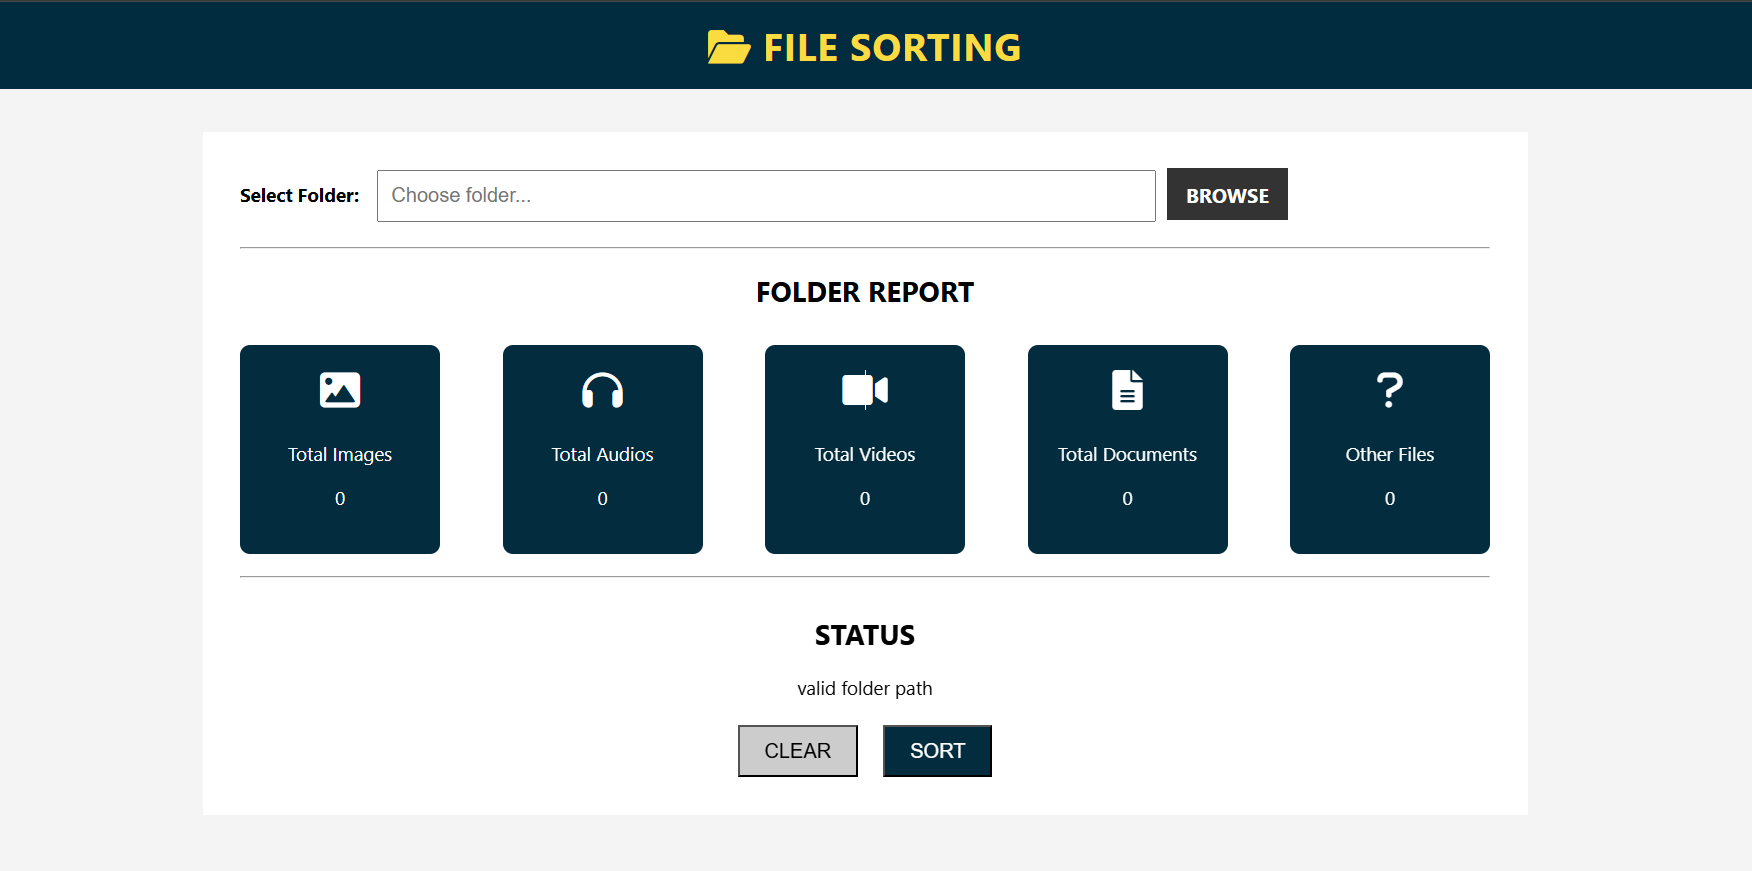 FILE SORTING
Select Folder: Choose folder... BROWSE
FOLDER REPORT
Total Images Total Audios Total Videos Total Documents Other Files
0 0 0 0 0
STATUS
valid folder path
CLEAR SORT